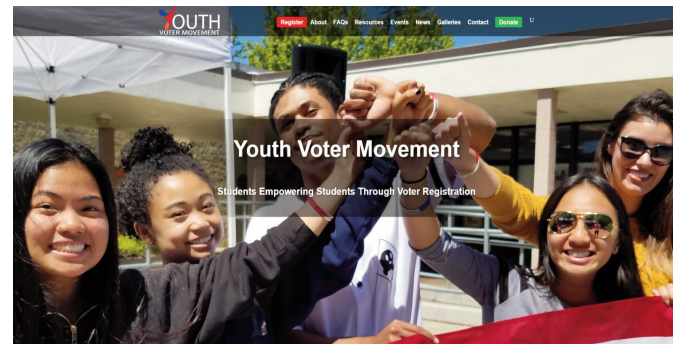 YOUTH
VOTER MOVEMENT
Register About FAQs Resources Events News Galleries Contact Donate U
Youth Voter Movement
Students Empowering Students Through Voter Registration